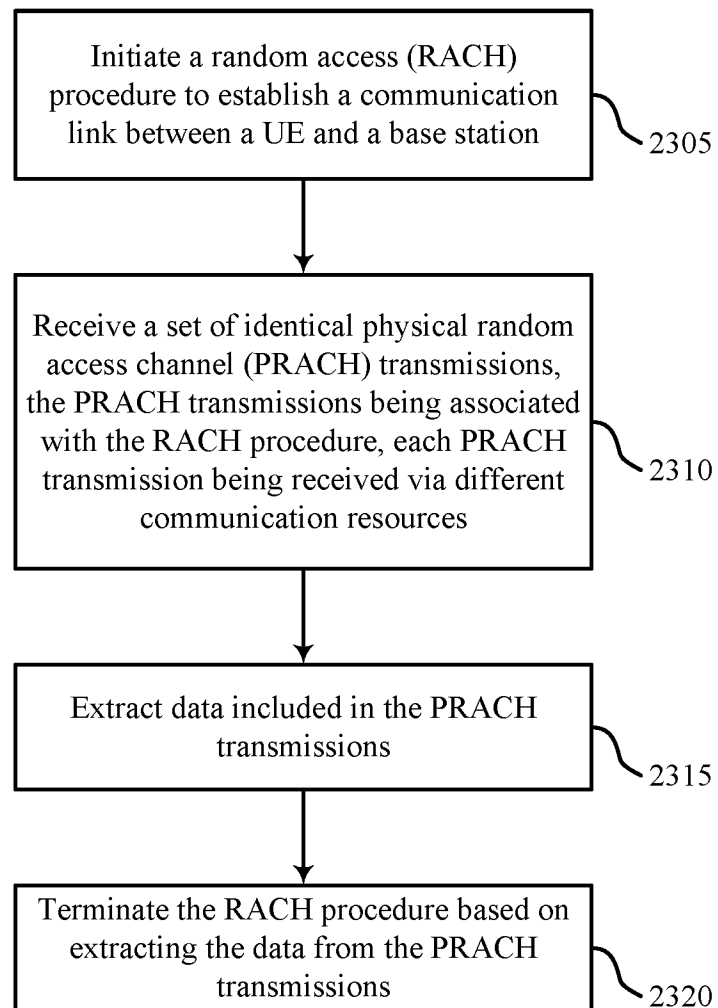 Initiate a random access (RACH)
procedure to establish a communication
link between a UE and a base station
2305
Receive a set of identical physical random
access channel (PRACH) transmissions,
the PRACH transmissions being associated
with the RACH procedure, each PRACH
transmission being received via different
communication resources
2310
Extract data included in the PRACH
transmissions
2315
Terminate the RACH procedure based on
extracting the data from the PRACH
transmissions
2320